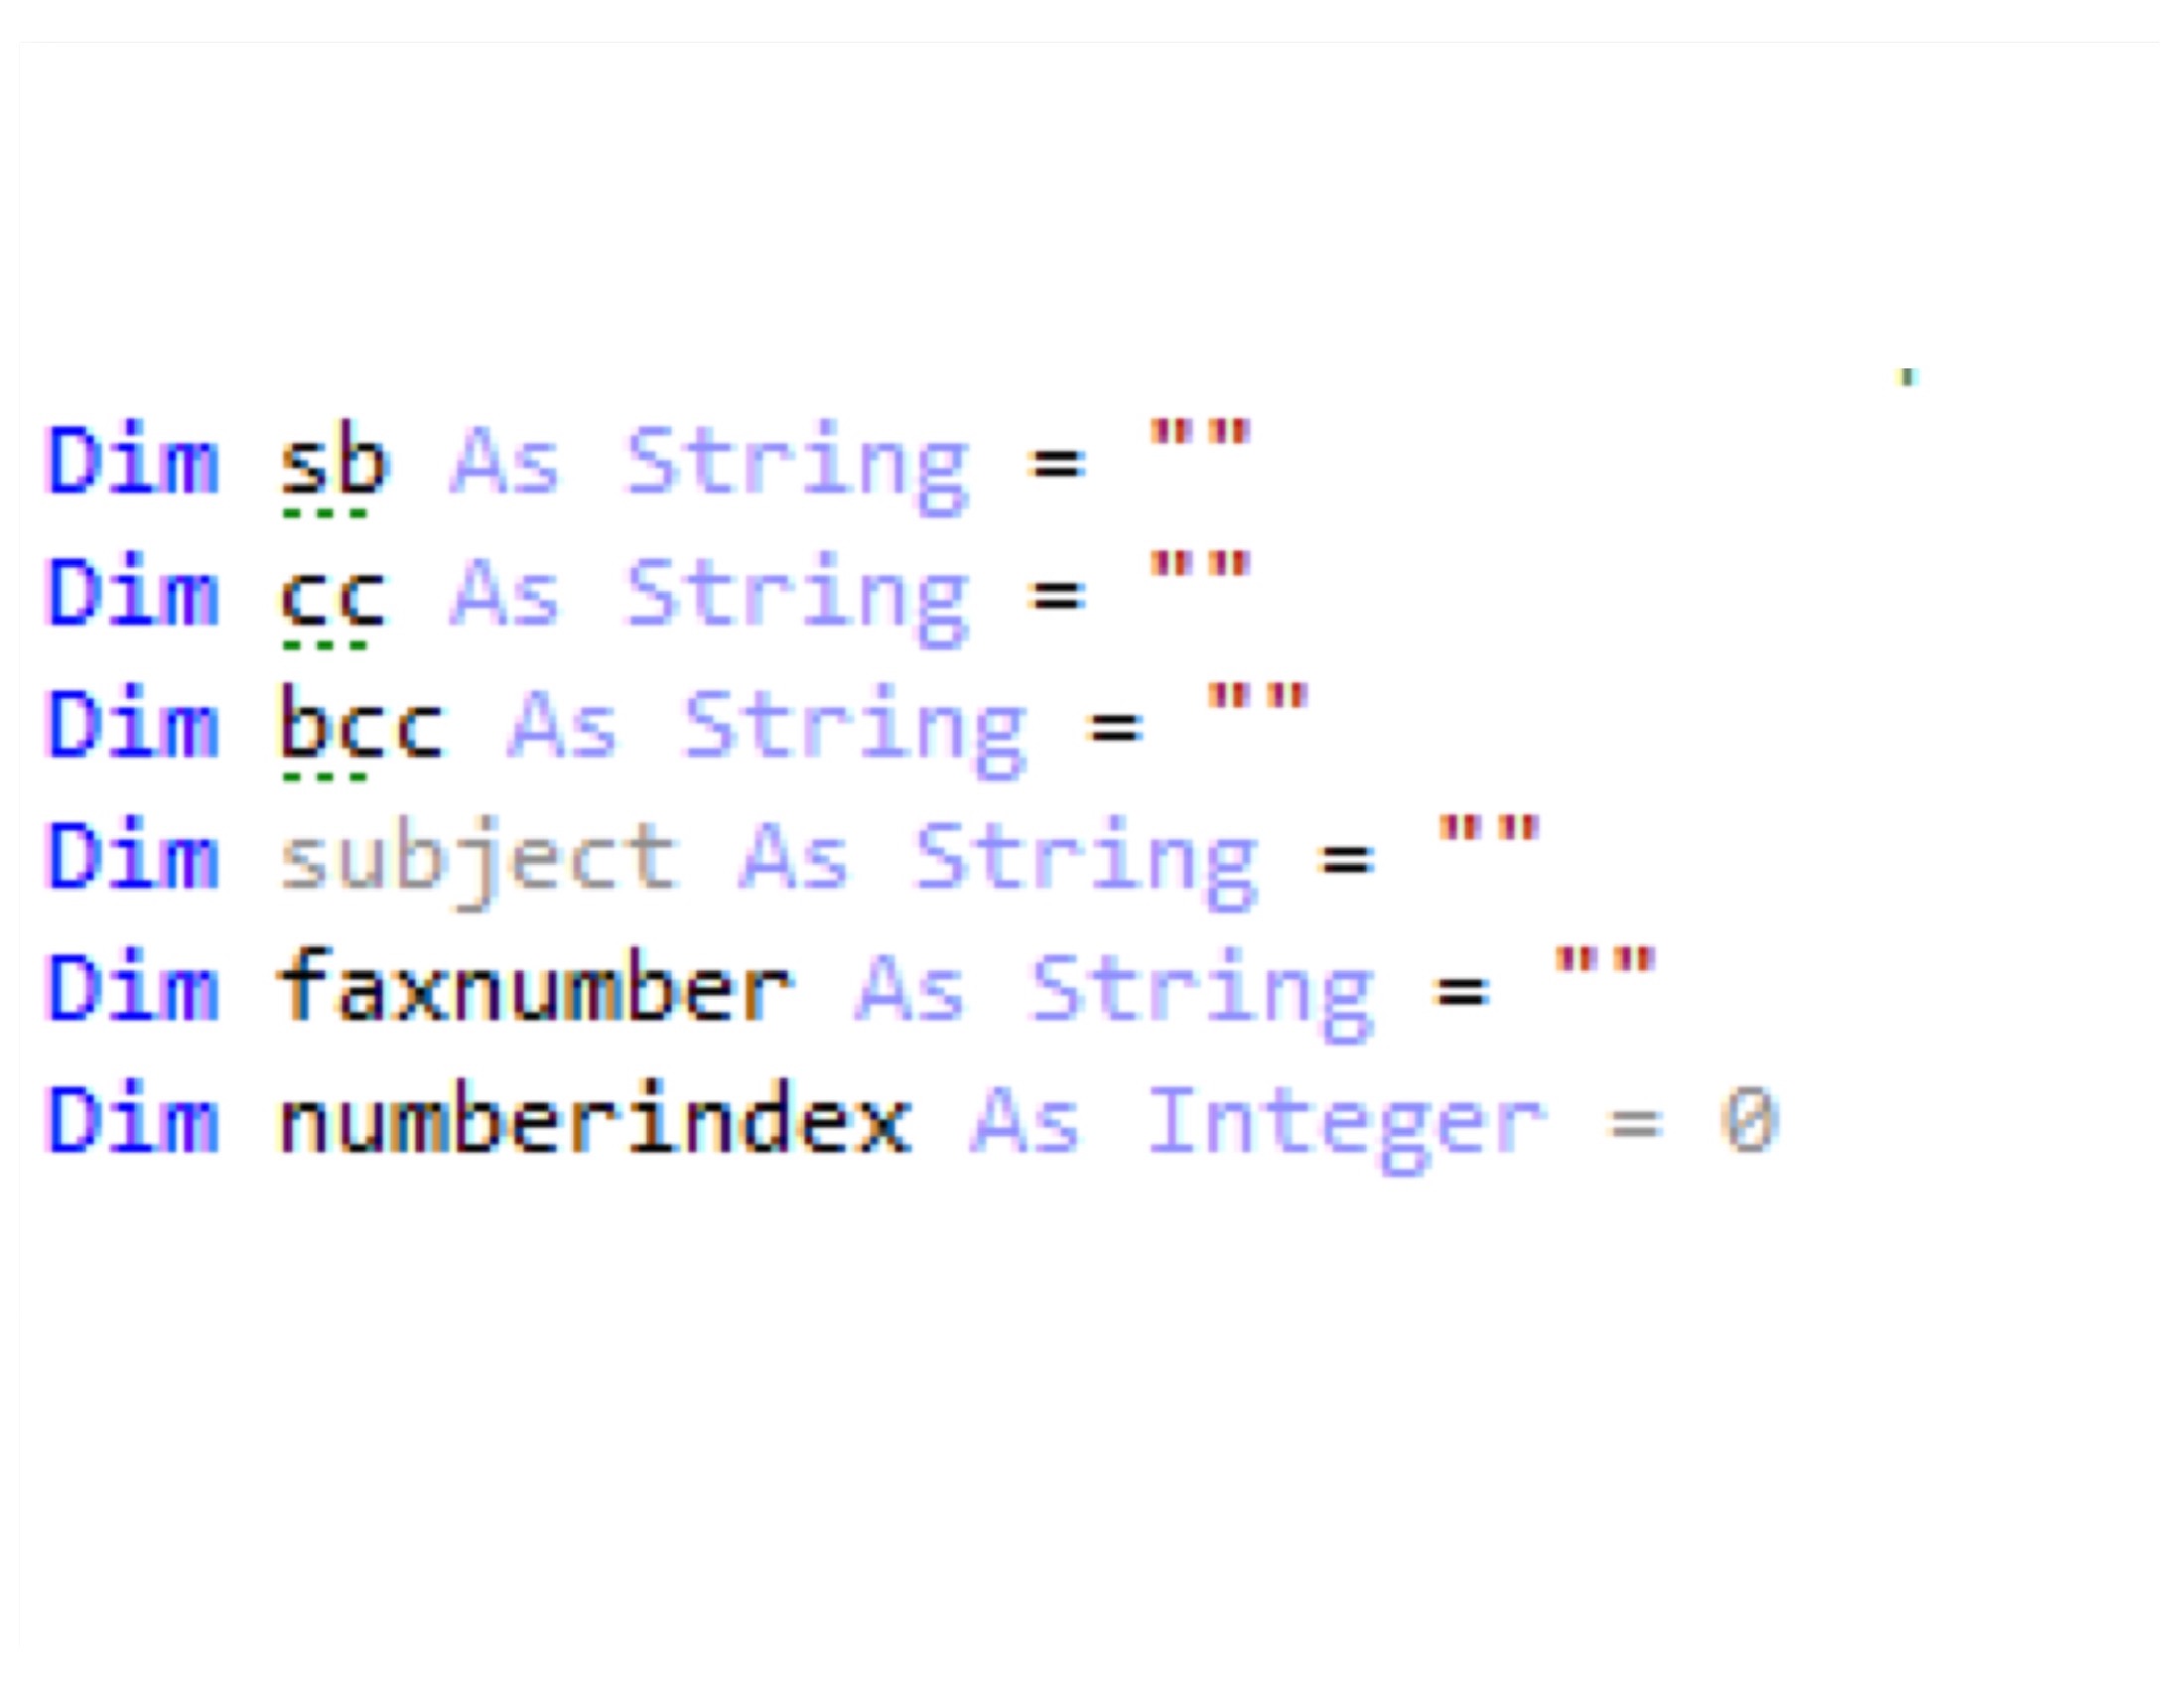 Dim sb As String = ""
Dim cc As String = ""
Dim bcc As String = ""
Dim subject As String = ""
Dim faxnumber As String = ""
Dim numberindex As Integer = 0